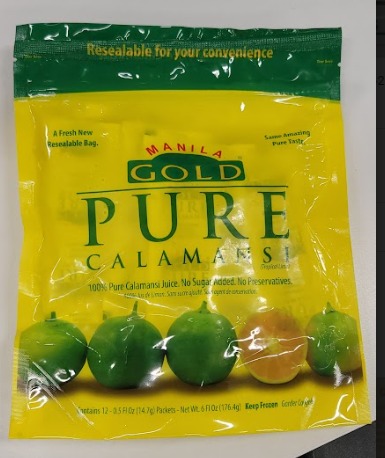 Resealable for your convenience
A Fresh New
Resealable Bag.
Same Amazing
Pure Taste.
MANILA
GOLD
PURE
CALAMANSI
100% Pure Calamansi Juice. No Sugar Added. No Preservatives.
Contains 12 - 0.5 Fl Oz (14.7g) Packets - Net Wt. 6 Fl Oz (176.4g) Keep Frozen